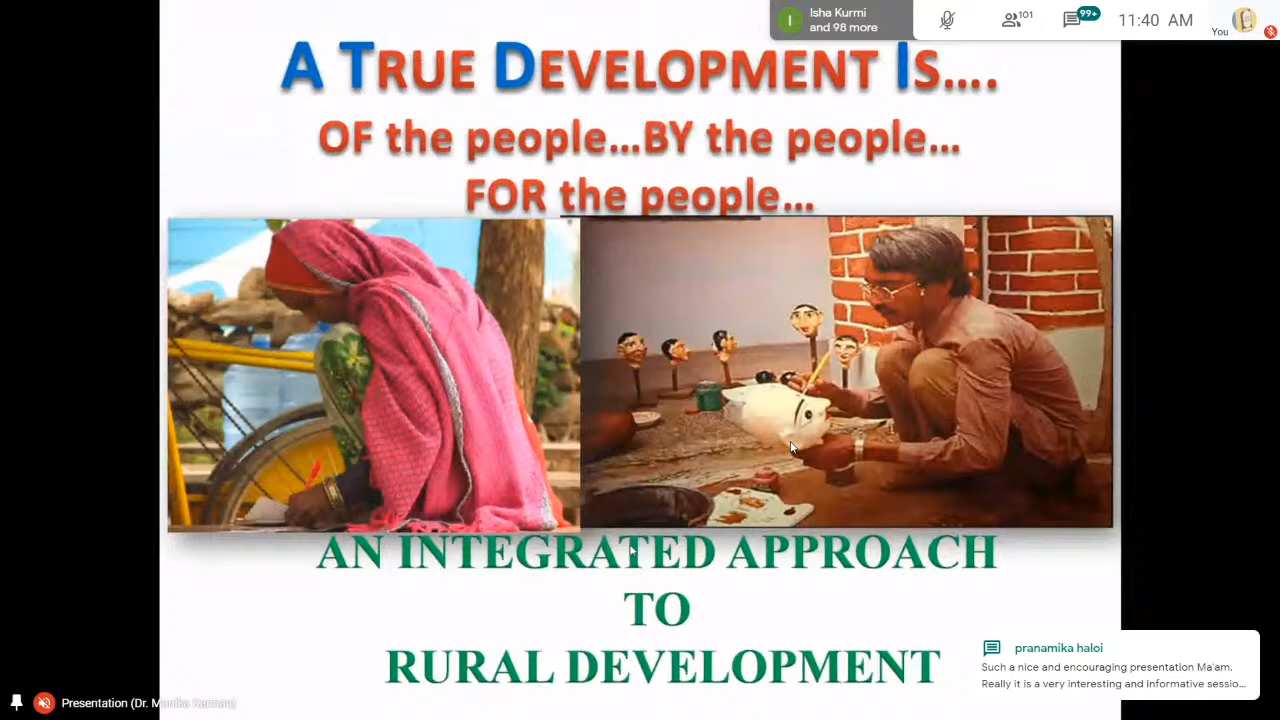 Isha Kurmi
and 98 more
I
101
99+
11:40 AM
You
A TRUE DEVELOPMENT IS....
OF the people...BY the people...
FOR the people...
AN INTEGRATED APPROACH
TO
RURAL DEVELOPMENT
pranamika haloi
Such a nice and encouraging presentation Ma'am.
Really it is a very interesting and informative sessio...
Presentation (Dr.